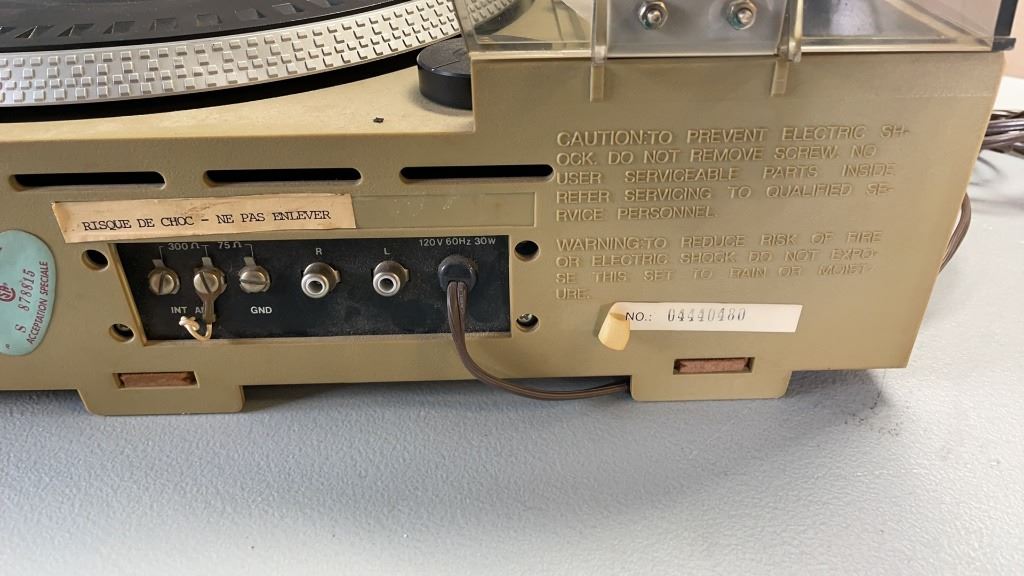 CAUTION:TO PREVENT ELECTRIC SH-
OCK. DO NOT REMOVE SCREW. NO
USER SERVICEABLE PARTS INSIDE
REFER SERVICING TO QUALIFIED SE-
RVICE PERSONNEL.
WARNING:TO REDUCE RISK OF FIRE
OR ELECTRIC SHOCK DO NOT EXPO-
SE THIS SET TO RAIN OR MOIST-
URE.
RISQUE DE CHOC - NE PAS ENLEVER
300Ω 75Ω
R L 120V 60Hz 30W
INT GND
S 878815
ACCEPTATION SPECIALE
NO.: 04440480